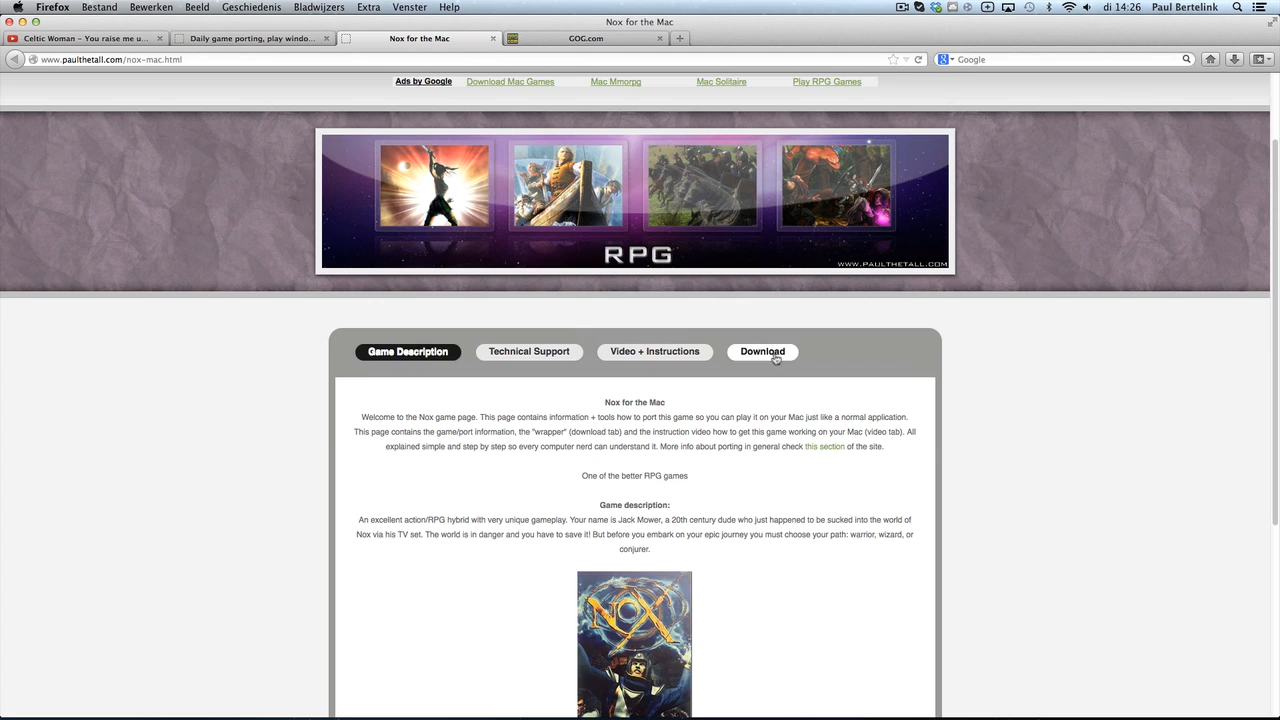 Firefox Bestand Bewerken Beeld Geschiedenis Bladwijzers Extra Venster Help di 14:26 Paul Bertelink
Nox for the Mac
Celtic Woman - You raise me u... Daily game porting, play windo... Nox for the Mac GOG.com
www.paulthetall.com/nox-mac.html Google
Ads by Google Download Mac Games Mac Mmorpg Mac Solitaire Play RPG Games
RPG
WWW.PAULTHETALL.COM
Game Description Technical Support Video + Instructions Download
Nox for the Mac
Welcome to the Nox game page. This page contains information + tools how to port this game so you can play it on your Mac just like a normal application.
This page contains the game/port information, the "wrapper" (download tab) and the instruction video how to get this game working on your Mac (video tab). All
explained simple and step by step so every computer nerd can understand it. More info about porting in general check this section of the site.
One of the better RPG games
Game description:
An excellent action/RPG hybrid with very unique gameplay. Your name is Jack Mower, a 20th century dude who just happened to be sucked into the world of
Nox via his TV set. The world is in danger and you have to save it! But before you embark on your epic journey you must choose your path: warrior, wizard, or
conjurer.
NOX